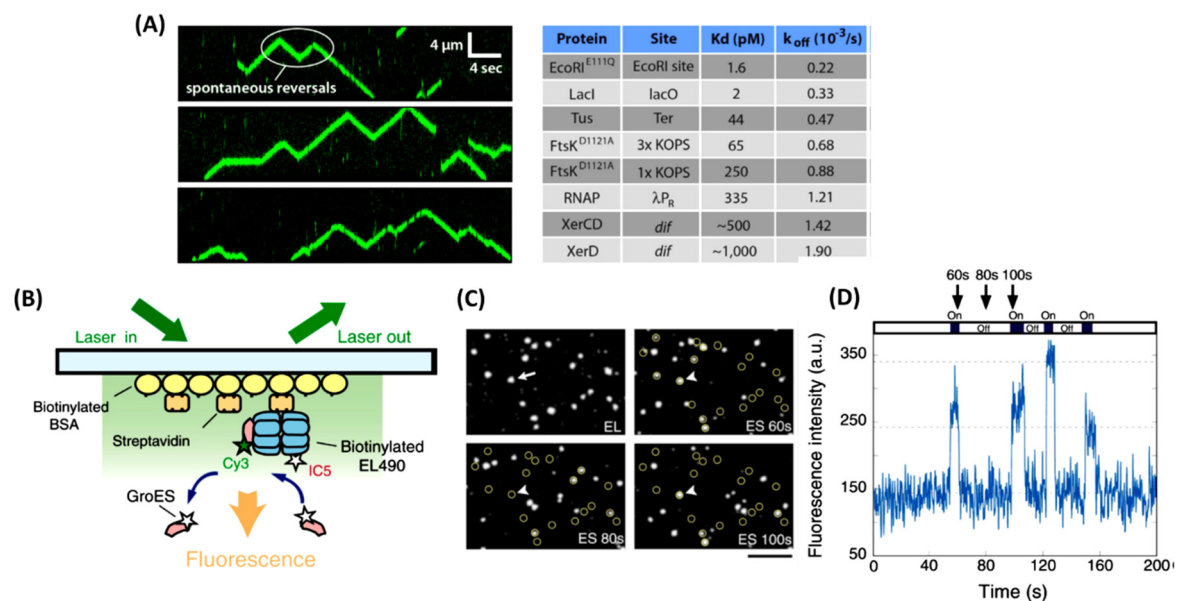 (A)
4 μm
4 sec
spontaneous reversals
Protein Site Kd (pM) k off (10⁻³/s)
EcoRI E111Q EcoRI site 1.6 0.22
LacI lacO 2 0.33
Tus Ter 44 0.47
FtsK D1121A 3x KOPS 65 0.68
FtsK D1121A 1x KOPS 250 0.88
RNAP λPR 335 1.21
XerCD dif ~500 1.42
XerD dif ~1,000 1.90
(B)
Laser in
Laser out
Biotinylated
BSA
Streptavidin
Biotinylated
EL490
Cy3
IC5
GroES
Fluorescence
(C)
EL
ES 60s
ES 80s
ES 100s
(D)
60s 80s 100s
On On On On
Off Off Off
Fluorescence intensity (a.u.)
350
250
150
50
0 40 80 120 160 200
Time (s)